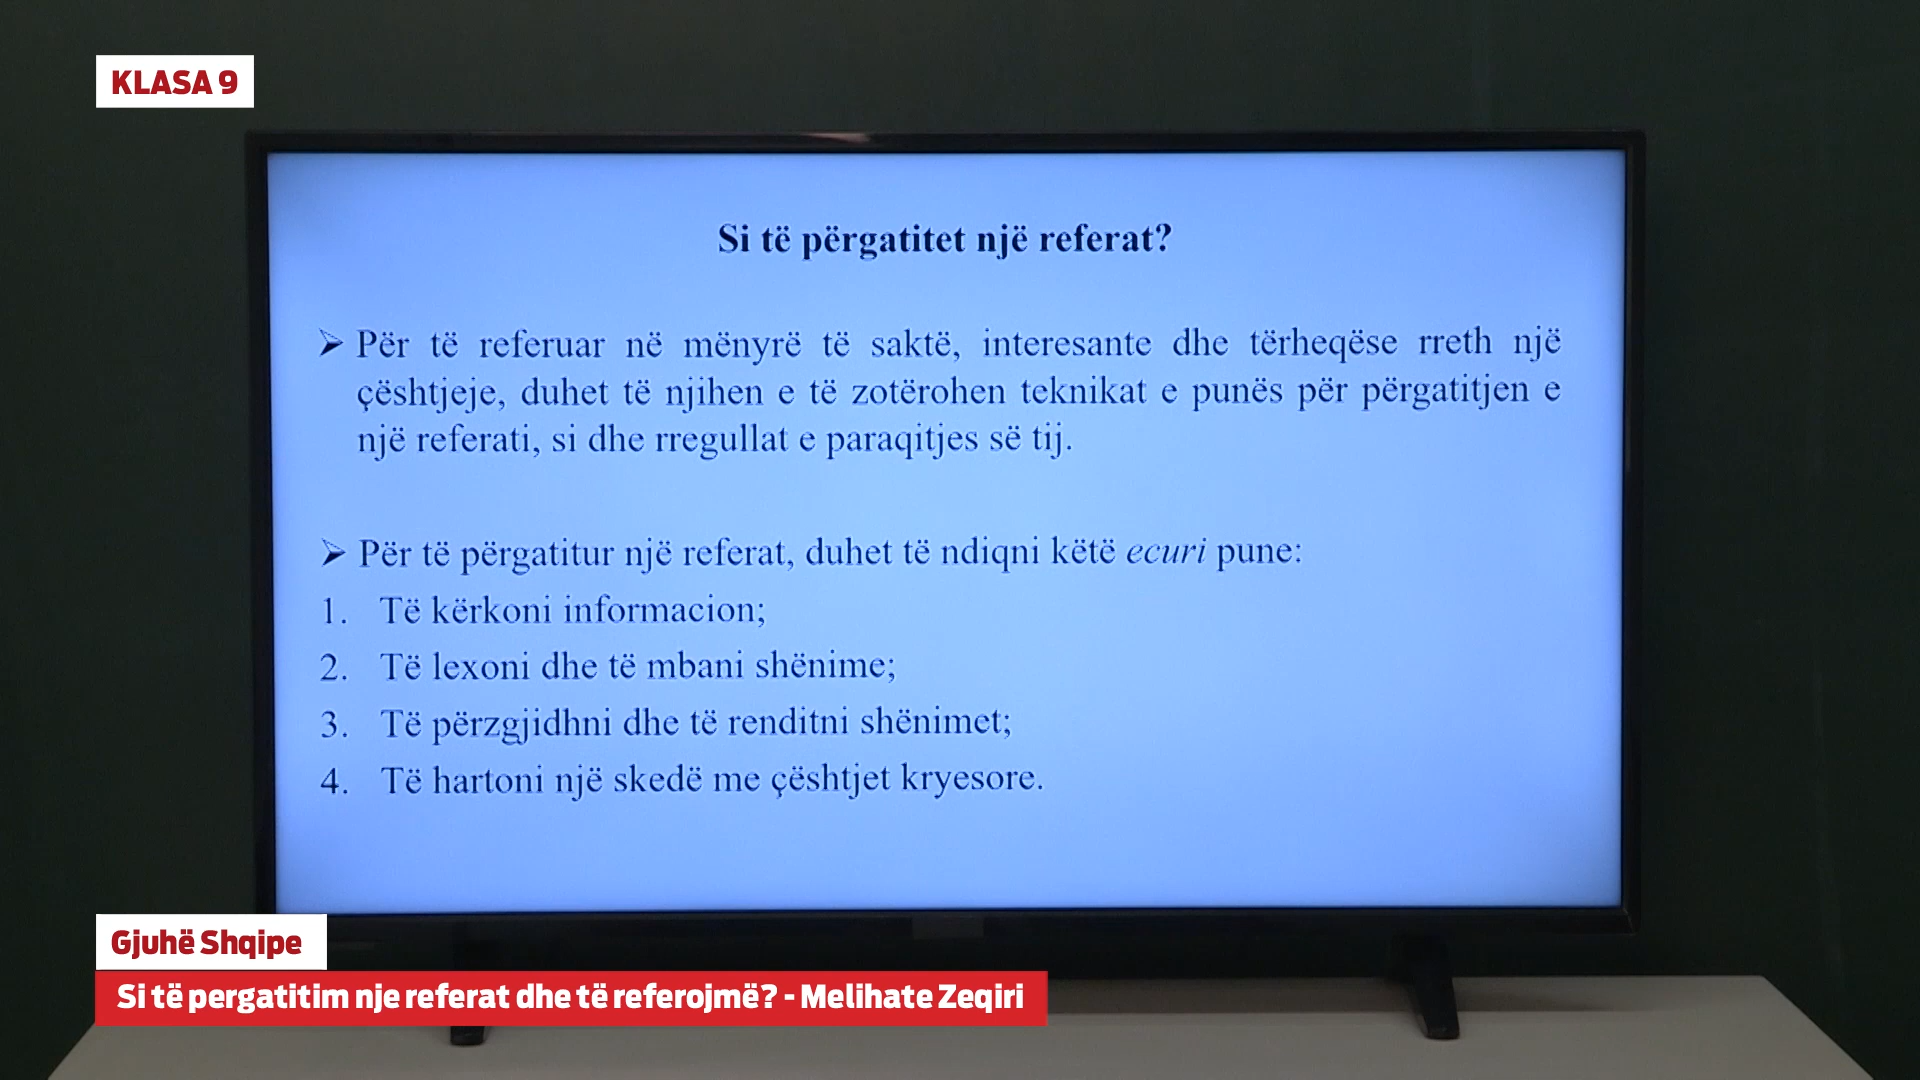 KLASA 9
Si të përgatitet një referat?
➢ Për të referuar në mënyrë të saktë, interesante dhe tërheqëse rreth një
çështjeje, duhet të njihen e të zotërohen teknikat e punës për përgatitjen e
një referati, si dhe rregullat e paraqitjes së tij.
➢ Për të përgatitur një referat, duhet të ndiqni këtë ecuri pune:
1. Të kërkoni informacion;
2. Të lexoni dhe të mbani shënime;
3. Të përzgjidhni dhe të renditni shënimet;
4. Të hartoni një skedë me çështjet kryesore.
Gjuhë Shqipe
Si të pergatitim nje referat dhe të referojmë? - Melihate Zeqiri